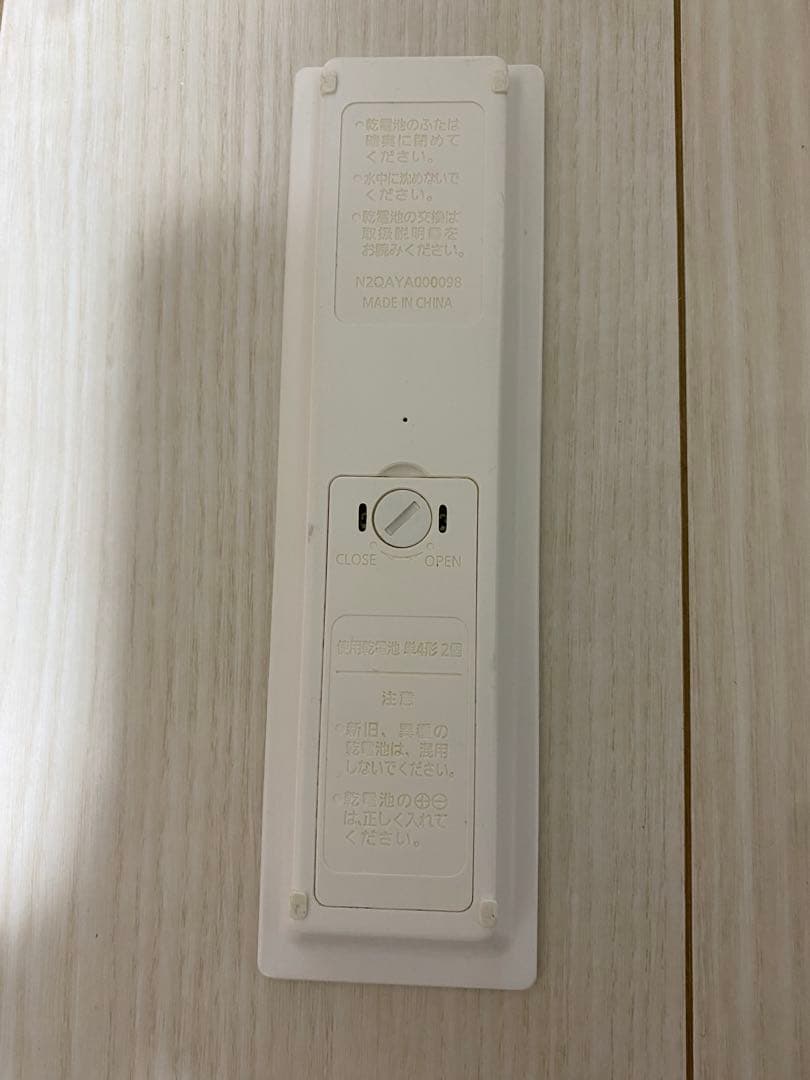 ●乾電池のふたは
確実に閉めて
ください。
●水中に沈めないで
ください。
●乾電池の交換は
取扱説明書を
お読みください。
N2QAYA000098
MADE IN CHINA
CLOSE OPEN
使用乾電池 単4形 2個
注意
●新旧、異種の
乾電池は、混用
しないでください。
●乾電池の⊕⊖
は、正しく入れて
ください。